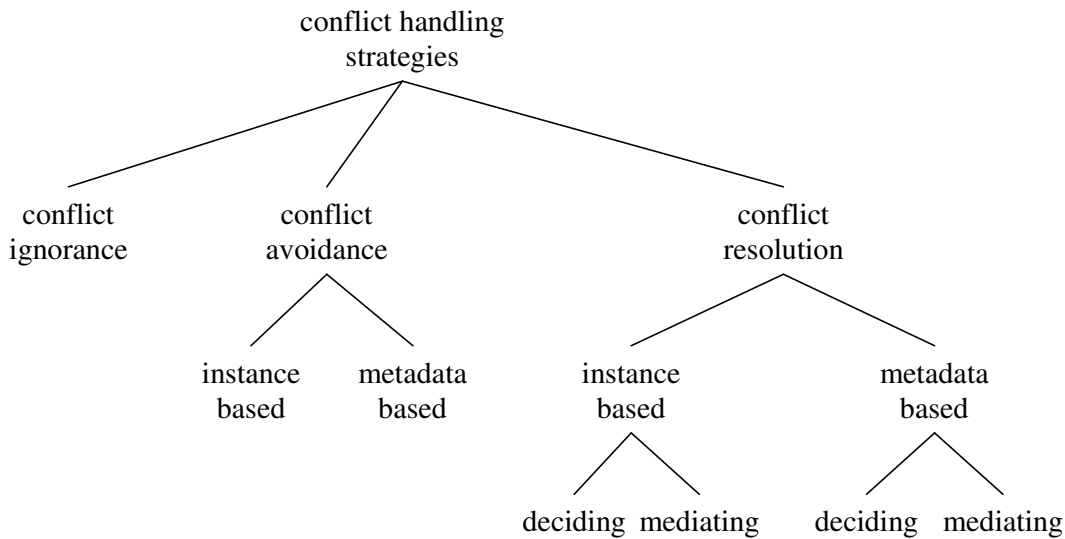 conflict handling
strategies
conflict
ignorance
conflict
avoidance
conflict
resolution
instance
based
metadata
based
instance
based
metadata
based
deciding
mediating
deciding
mediating